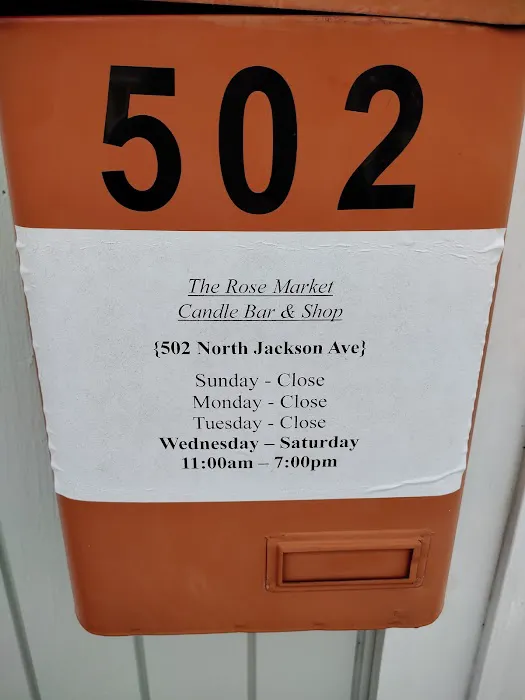 502
The Rose Market
Candle Bar & Shop
{502 North Jackson Ave}
Sunday - Close
Monday - Close
Tuesday - Close
Wednesday – Saturday
11:00am – 7:00pm